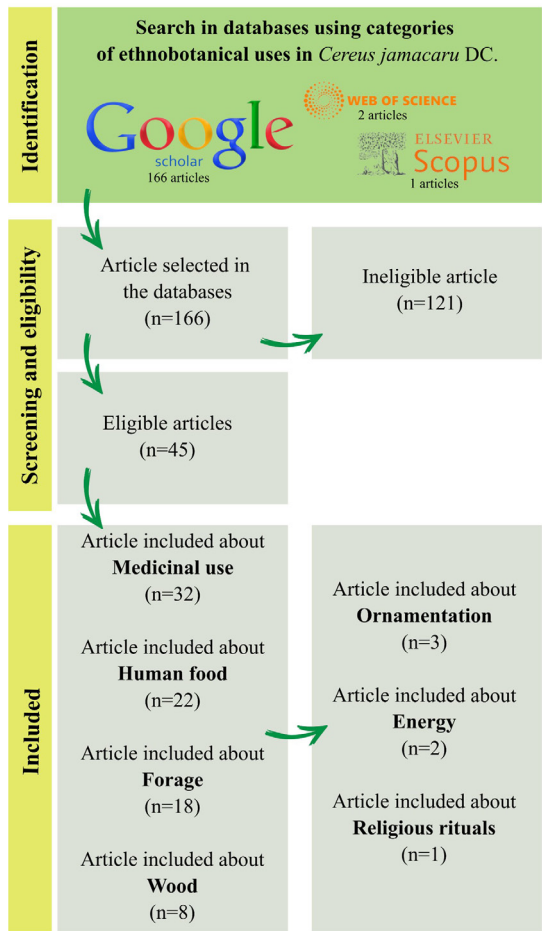 Identification
Search in databases using categories
of ethnobotanical uses in Cereus jamacaru DC.
Google
scholar
166 articles
WEB OF SCIENCE
2 articles
ELSEVIER
Scopus
1 articles
Screening and eligibility
Article selected in
the databases
(n=166)
Ineligible article
(n=121)
Eligible articles
(n=45)
Included
Article included about
Medicinal use
(n=32)
Article included about
Human food
(n=22)
Article included about
Forage
(n=18)
Article included about
Wood
(n=8)
Article included about
Ornamentation
(n=3)
Article included about
Energy
(n=2)
Article included about
Religious rituals
(n=1)